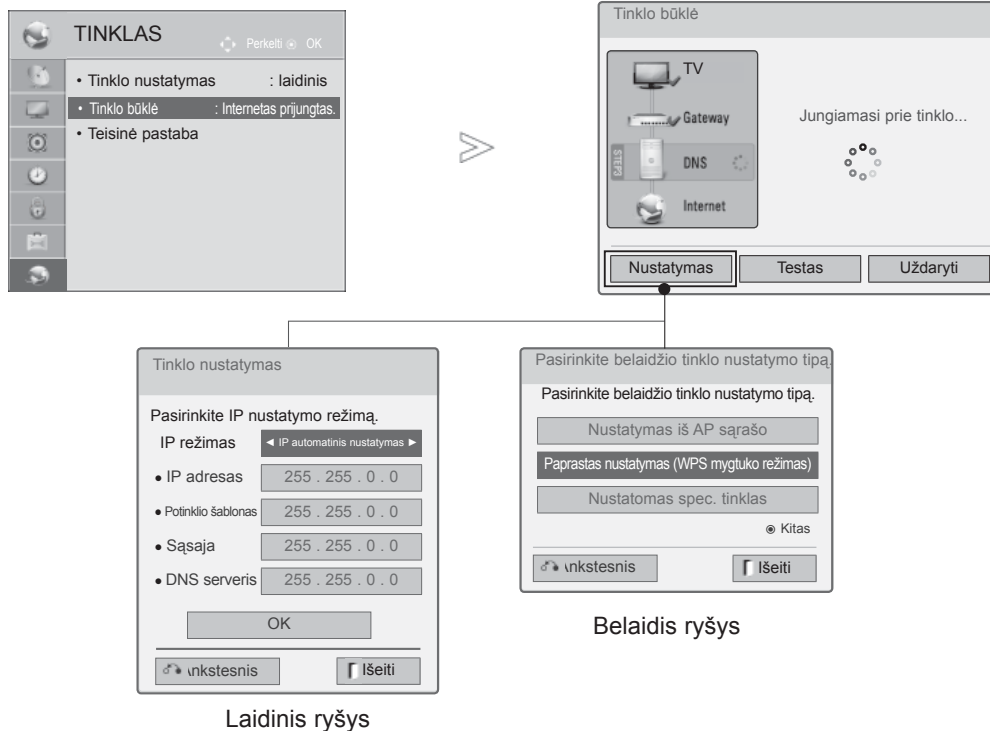 TINKLAS
Perkelti OK
• Tinklo nustatymas : laidinis
• Tinklo būklė : Internetas prijungtas.
• Teisinė pastaba
Tinklo būklė
TV
Gateway
STEP3
DNS
Internet
Jungiamasi prie tinklo...
Nustatymas
Testas
Uždaryti
Tinklo nustatymas
Pasirinkite IP nustatymo režimą.
IP režimas ◄ IP automatinis nustatymas ►
• IP adresas 255 . 255 . 0 . 0
• Potinklio šablonas 255 . 255 . 0 . 0
• Sąsaja 255 . 255 . 0 . 0
• DNS serveris 255 . 255 . 0 . 0
OK
nkstesnis
Išeiti
Laidinis ryšys
Pasirinkite belaidžio tinklo nustatymo tipą.
Pasirinkite belaidžio tinklo nustatymo tipą.
Nustatymas iš AP sąrašo
Paprastas nustatymas (WPS mygtuko režimas)
Nustatomas spec. tinklas
Kitas
nkstesnis
Išeiti
Belaidis ryšys